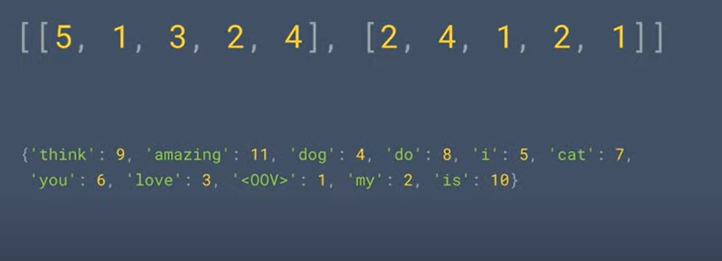 [[5, 1, 3, 2, 4], [2, 4, 1, 2, 1]]
{'think': 9, 'amazing': 11, 'dog': 4, 'do': 8, 'i': 5, 'cat': 7,
'you': 6, 'love': 3, '<OOV>': 1, 'my': 2, 'is': 10}